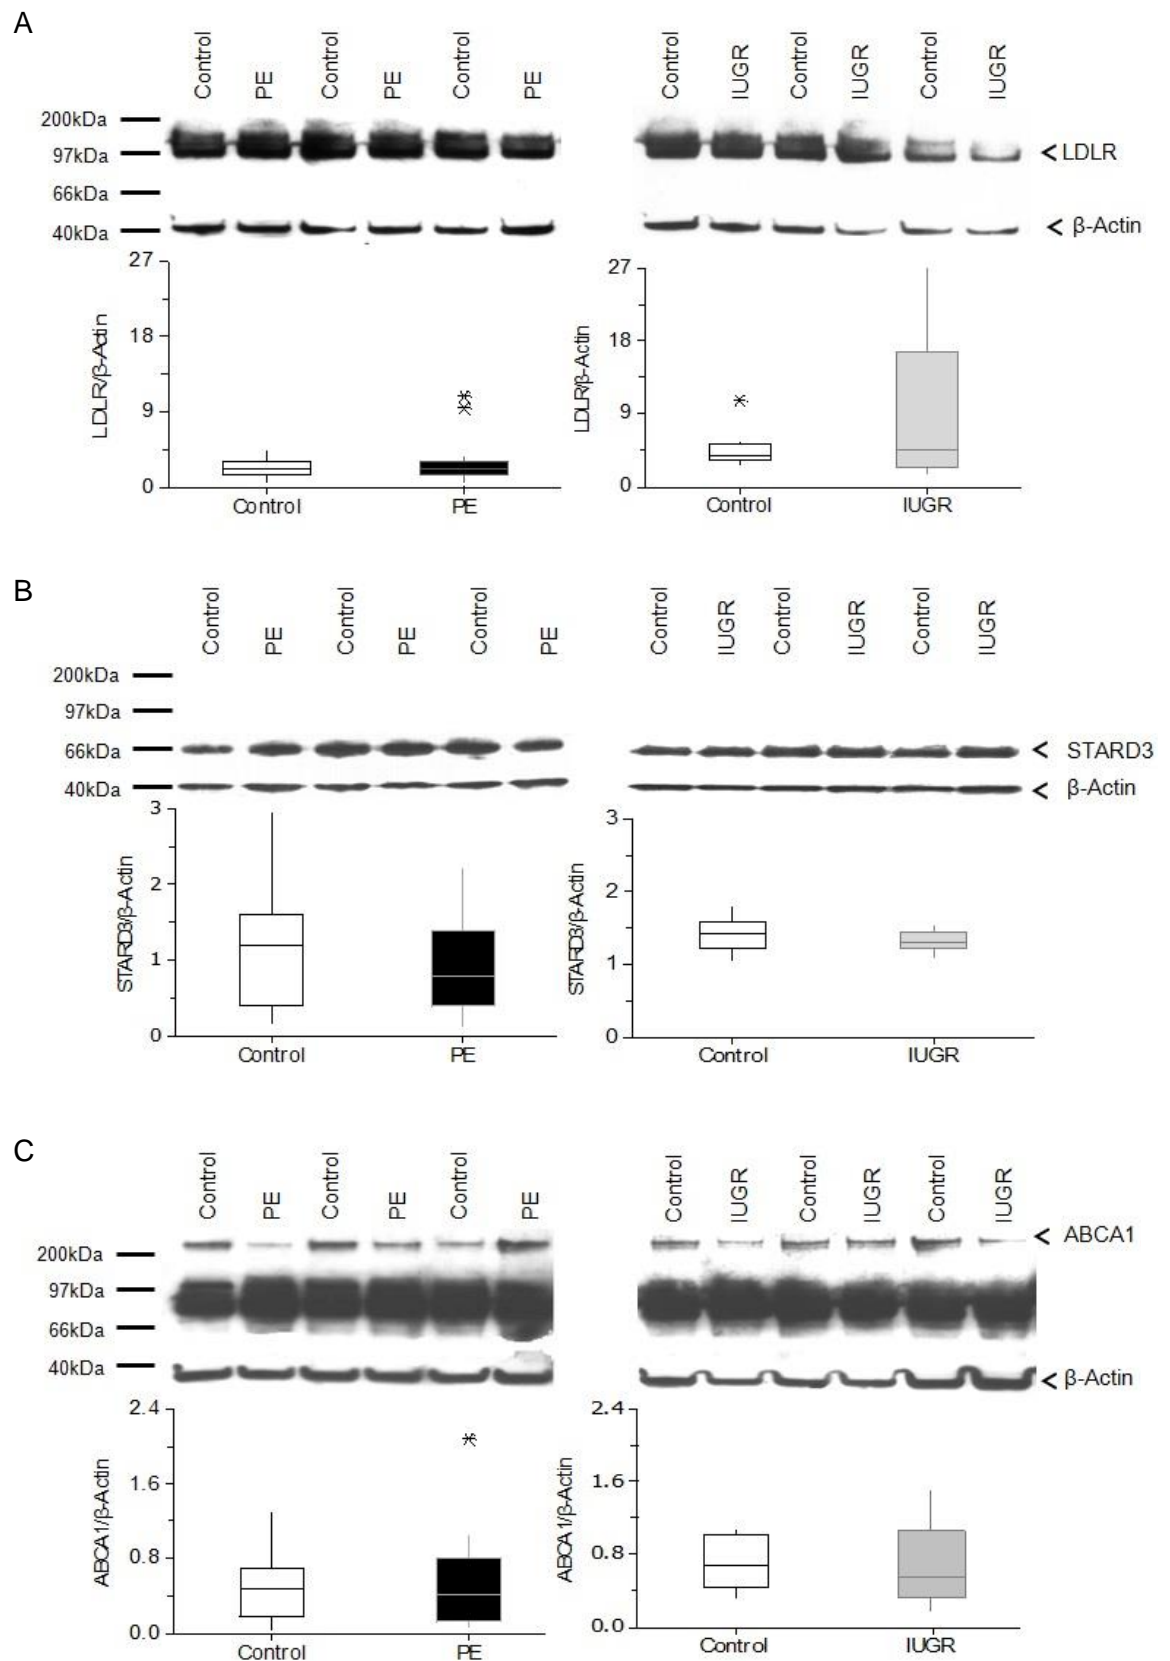 A
Control PE Control PE Control PE
Control IUGR Control IUGR Control IUGR
200kDa
97kDa
66kDa
40kDa
< LDLR
< β-Actin
LDLR/β-Actin
27
18
9
0
Control PE
LDLR/β-Actin
27
18
9
0
Control IUGR
B
Control PE Control PE Control PE
Control IUGR Control IUGR Control IUGR
200kDa
97kDa
66kDa
40kDa
< STARD3
< β-Actin
STARD3/β-Actin
3
2
1
0
Control PE
STARD3/β-Actin
3
2
1
0
Control IUGR
C
Control PE Control PE Control PE
Control IUGR Control IUGR Control IUGR
200kDa
97kDa
66kDa
40kDa
< ABCA1
< β-Actin
ABCA1/β-Actin
2.4
1.6
0.8
0.0
Control PE
ABCA1/β-Actin
2.4
1.6
0.8
0.0
Control IUGR